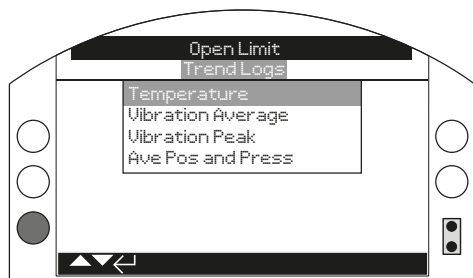 Open Limit
Trend Logs
Temperature
Vibration Average
Vibration Peak
Ave Pos and Press